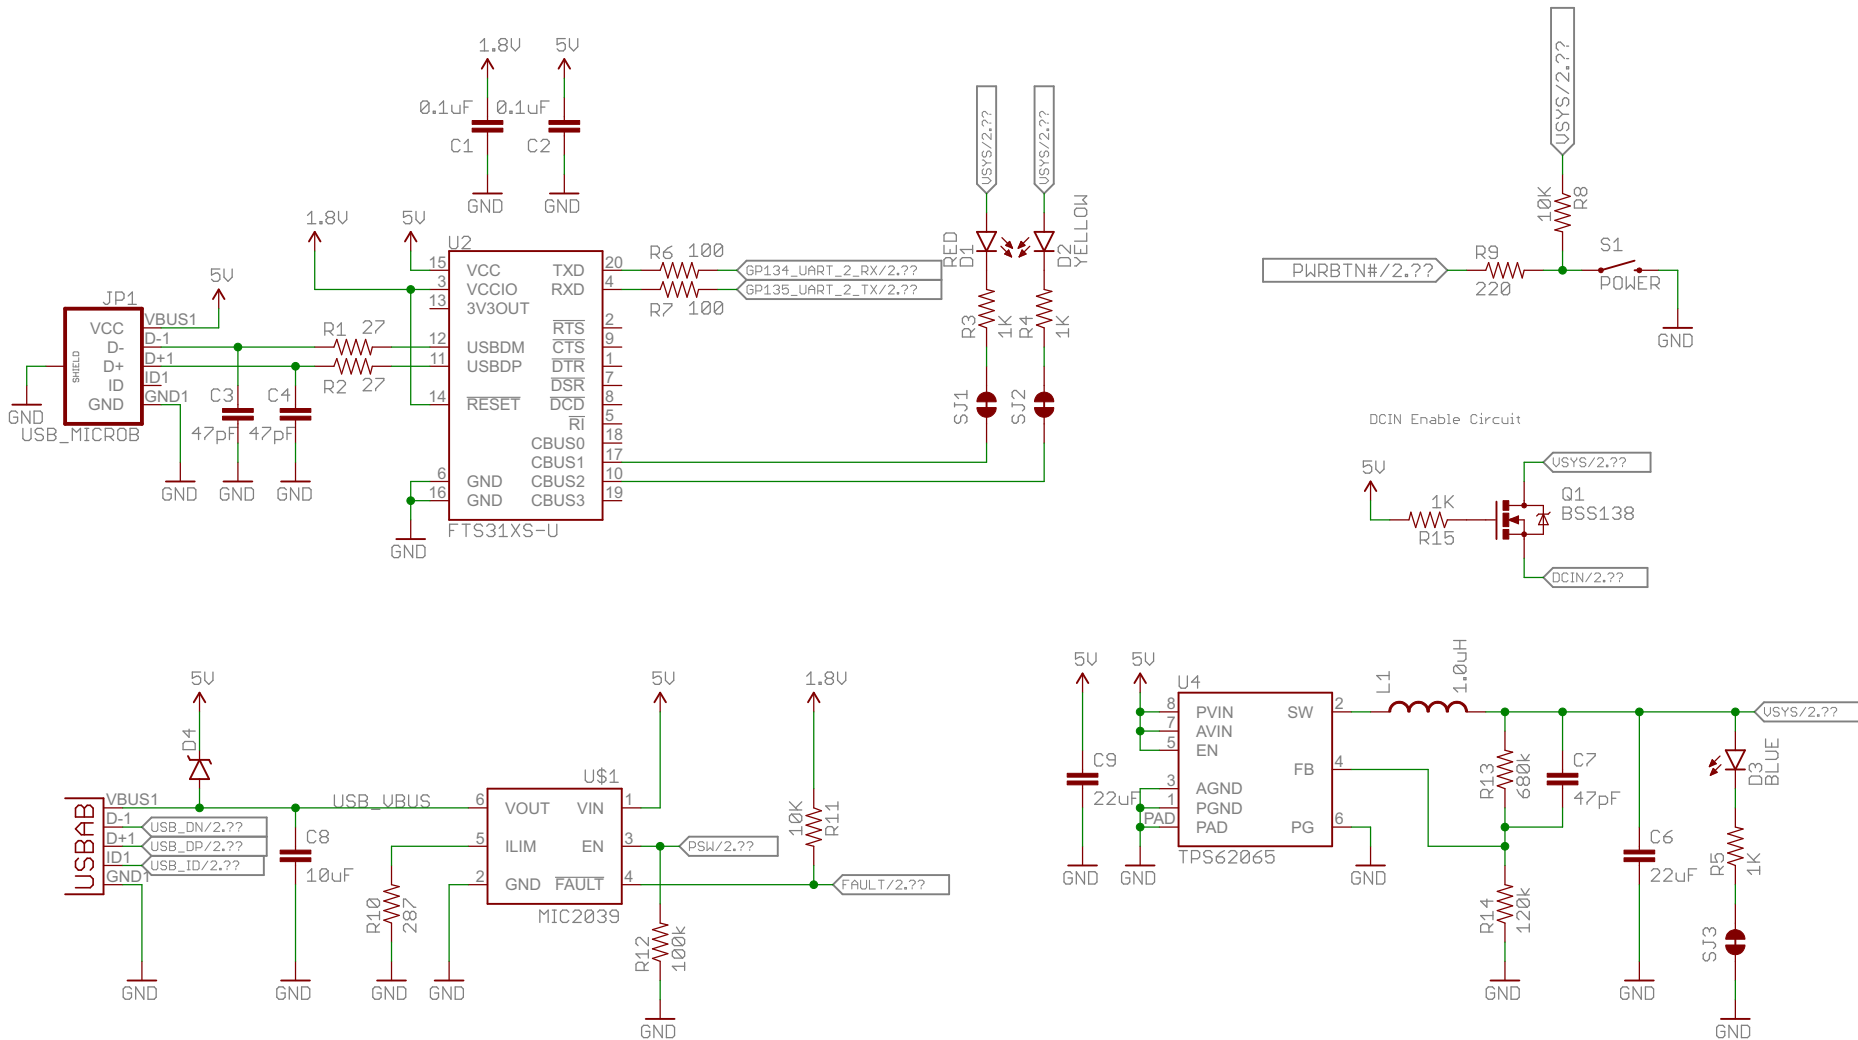 1.8V
5V
0.1uF
0.1uF
C1
C2
GND
GND
1.8V
5V
U2
15 VCC TXD 20
3 VCCIO RXD 4
13 3V3OUT
RTS 2
12 USBDM CTS 9
11 USBDP DTR 1
DSR 7
14 RESET DCD 8
RI 5
CBUS0 18
CBUS1 17
6 GND CBUS2 10
16 GND CBUS3 19
FTS31XS-U
GND
R6 100
R7 100
GP134_UART_2_RX/2.??
GP135_UART_2_TX/2.??
5V
JP1
VCC VBUS1
D- D-1
D+ D+1
ID ID1
GND GND1
SHIELD
USB_MICROB
GND
R1 27
R2 27
C3
C4
47pF
47pF
GND
GND
GND
VSYS/2.??
VSYS/2.??
RED
D1
D2
YELLOW
R3
1K
R4
1K
SJ1
SJ2
VSYS/2.??
10K
R8
R9
220
PWRBTN#/2.??
S1
POWER
GND
DCIN Enable Circuit
5V
1K
R15
VSYS/2.??
Q1
BSS138
DCIN/2.??
5V
D4
USBAB
VBUS1
D-1
D+1
ID1
GND1
USB_DN/2.??
USB_DP/2.??
USB_ID/2.??
USB_VBUS
C8
10uF
GND
GND
R10
287
GND
GND
5V
U$1
6 VOUT VIN 1
5 ILIM EN 3
2 GND FAULT 4
MIC2039
1.8V
10K
R11
PSW/2.??
FAULT/2.??
R12
100k
GND
5V
5V
C9
22uF
GND
U4
8 PVIN SW 2
7 AVIN
5 EN
FB 4
3 AGND
1 PGND
PAD PAD PG 6
TPS62065
GND
GND
L1
1.0uH
R13
680k
C7
47pF
R14
120k
GND
C6
22uF
GND
VSYS/2.??
D3
BLUE
R5
1K
SJ3
GND